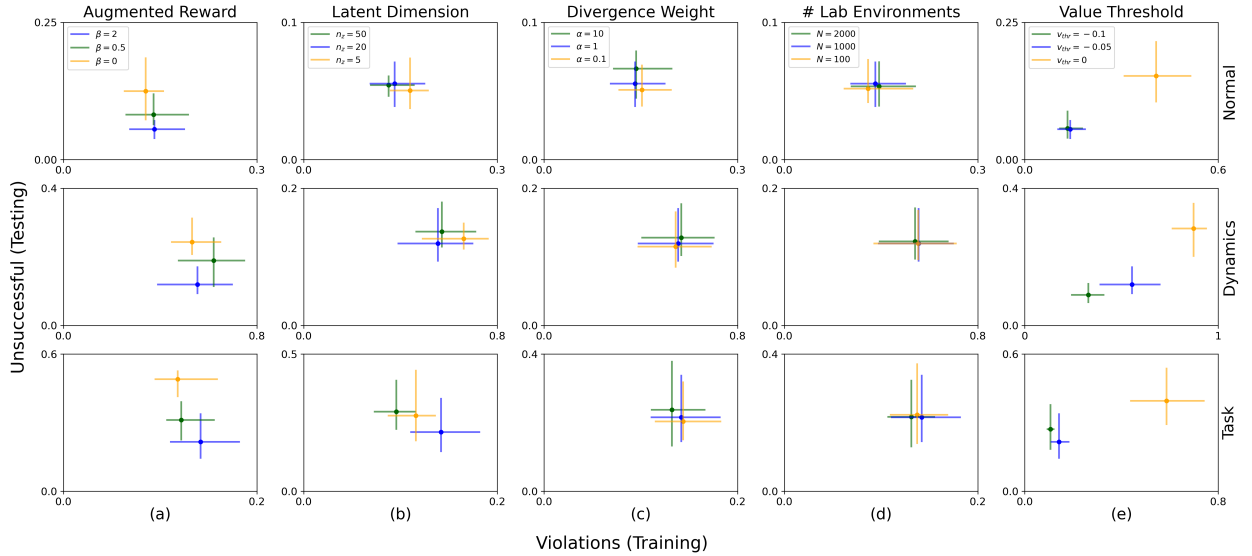 Augmented Reward
Latent Dimension
Divergence Weight
# Lab Environments
Value Threshold
0.25
β = 2
β = 0.5
β = 0
0.00
0.0
0.3
0.1
n_z = 50
n_z = 20
n_z = 5
0.0
0.0
0.3
0.1
α = 10
α = 1
α = 0.1
0.0
0.0
0.3
0.1
N = 2000
N = 1000
N = 100
0.0
0.0
0.3
0.25
v_thr = −0.1
v_thr = −0.05
v_thr = 0
0.00
0.0
0.6
Normal
Unsuccessful (Testing)
0.4
0.0
0.0
0.8
0.2
0.0
0.0
0.8
0.2
0.0
0.0
0.8
0.2
0.0
0.0
0.8
0.4
0.0
0
1
Dynamics
0.6
0.0
0.0
0.2
0.5
0.0
0.0
0.2
0.4
0.0
0.0
0.2
0.4
0.0
0.0
0.2
0.6
0.0
0.0
0.8
Task
(a)
(b)
(c)
(d)
(e)
Violations (Training)